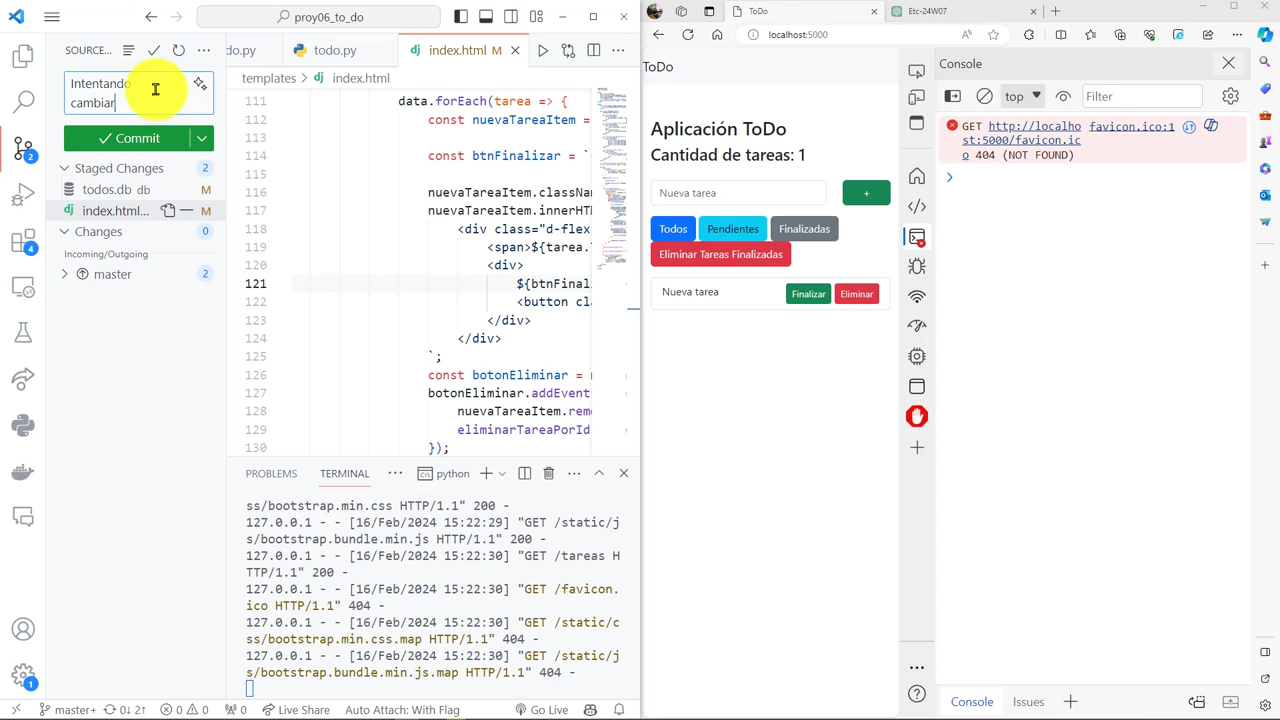 proy06_to_do
SOURCE...
do.py
todo.py
index.html M
templates
index.html
Intentando
cambiar
Commit
Changes
2
todos.db db
M
index.html...
Changes
0
Incoming/Outgoing
master
2
111
data.forEach(tarea => {
112
const nuevaTareaItem =
113
114
const btnFinalizar = `
115
116
nuevaTareaItem.classNa
117
nuevaTareaItem.innerHT
118
<div class="d-flex
119
<span>${tarea.
120
<div>
121
${btnFinal
122
<button cla
123
</div>
124
</div>
125
`;
126
const botonEliminar =
127
botonEliminar.addEvent
128
nuevaTareaItem.remo
129
eliminarTareaPorId
130
});
PROBLEMS
TERMINAL
python
ss/bootstrap.min.css HTTP/1.1" 200 -
127.0.0.1 - - [16/Feb/2024 15:22:29] "GET /static/j
s/bootstrap.bundle.min.js HTTP/1.1" 200 -
127.0.0.1 - - [16/Feb/2024 15:22:30] "GET /tareas H
TTP/1.1" 200 -
127.0.0.1 - - [16/Feb/2024 15:22:30] "GET /favicon.
ico HTTP/1.1" 404 -
127.0.0.1 - - [16/Feb/2024 15:22:30] "GET /static/c
ss/bootstrap.min.css.map HTTP/1.1" 404 -
127.0.0.1 - - [16/Feb/2024 15:22:30] "GET /static/j
s/bootstrap.bundle.min.js.map HTTP/1.1" 404 -
2
4
1
master+
0↓ 2↑
0
0
0
Live Share
Auto Attach: With Flag
Go Live
ToDo
Etc-24W07
localhost:5000
ToDo
Aplicación ToDo
Cantidad de tareas: 1
Nueva tarea
+
Todos
Pendientes
Finalizadas
Eliminar Tareas Finalizadas
Nueva tarea
Finalizar
Eliminar
Console
top
Filter
GET http://localho favicon.ico:1
st:5000/favic
o 404 (NOT FOUND)
Console
Issues